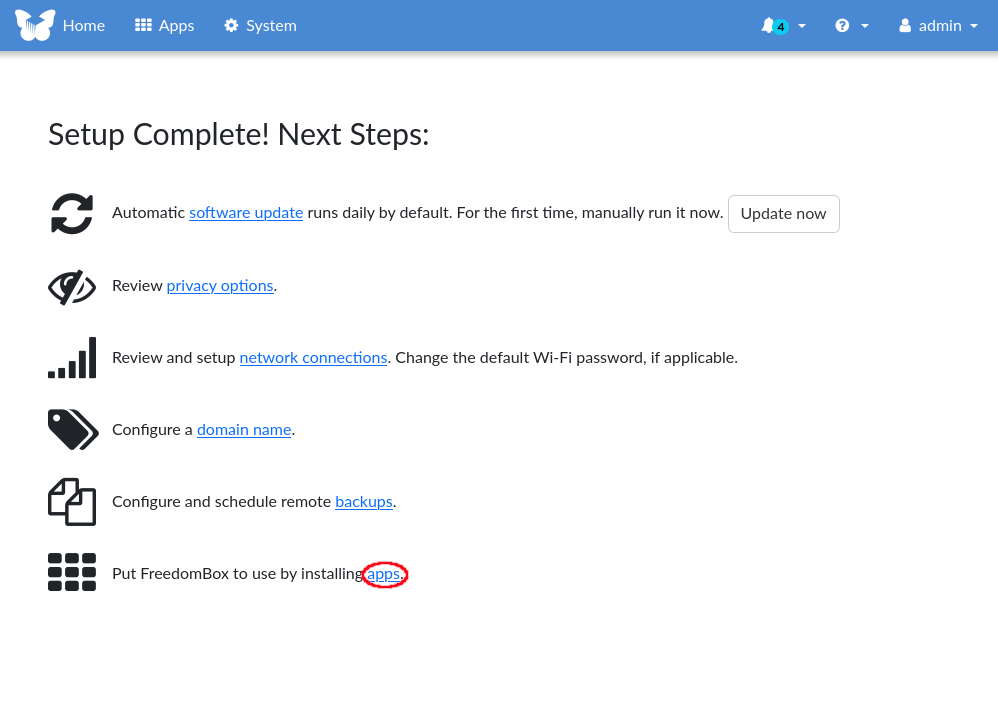 Home Apps System 4 admin
Setup Complete! Next Steps:
Automatic software update runs daily by default. For the first time, manually run it now. Update now
Review privacy options.
Review and setup network connections. Change the default Wi-Fi password, if applicable.
Configure a domain name.
Configure and schedule remote backups.
Put FreedomBox to use by installing apps.